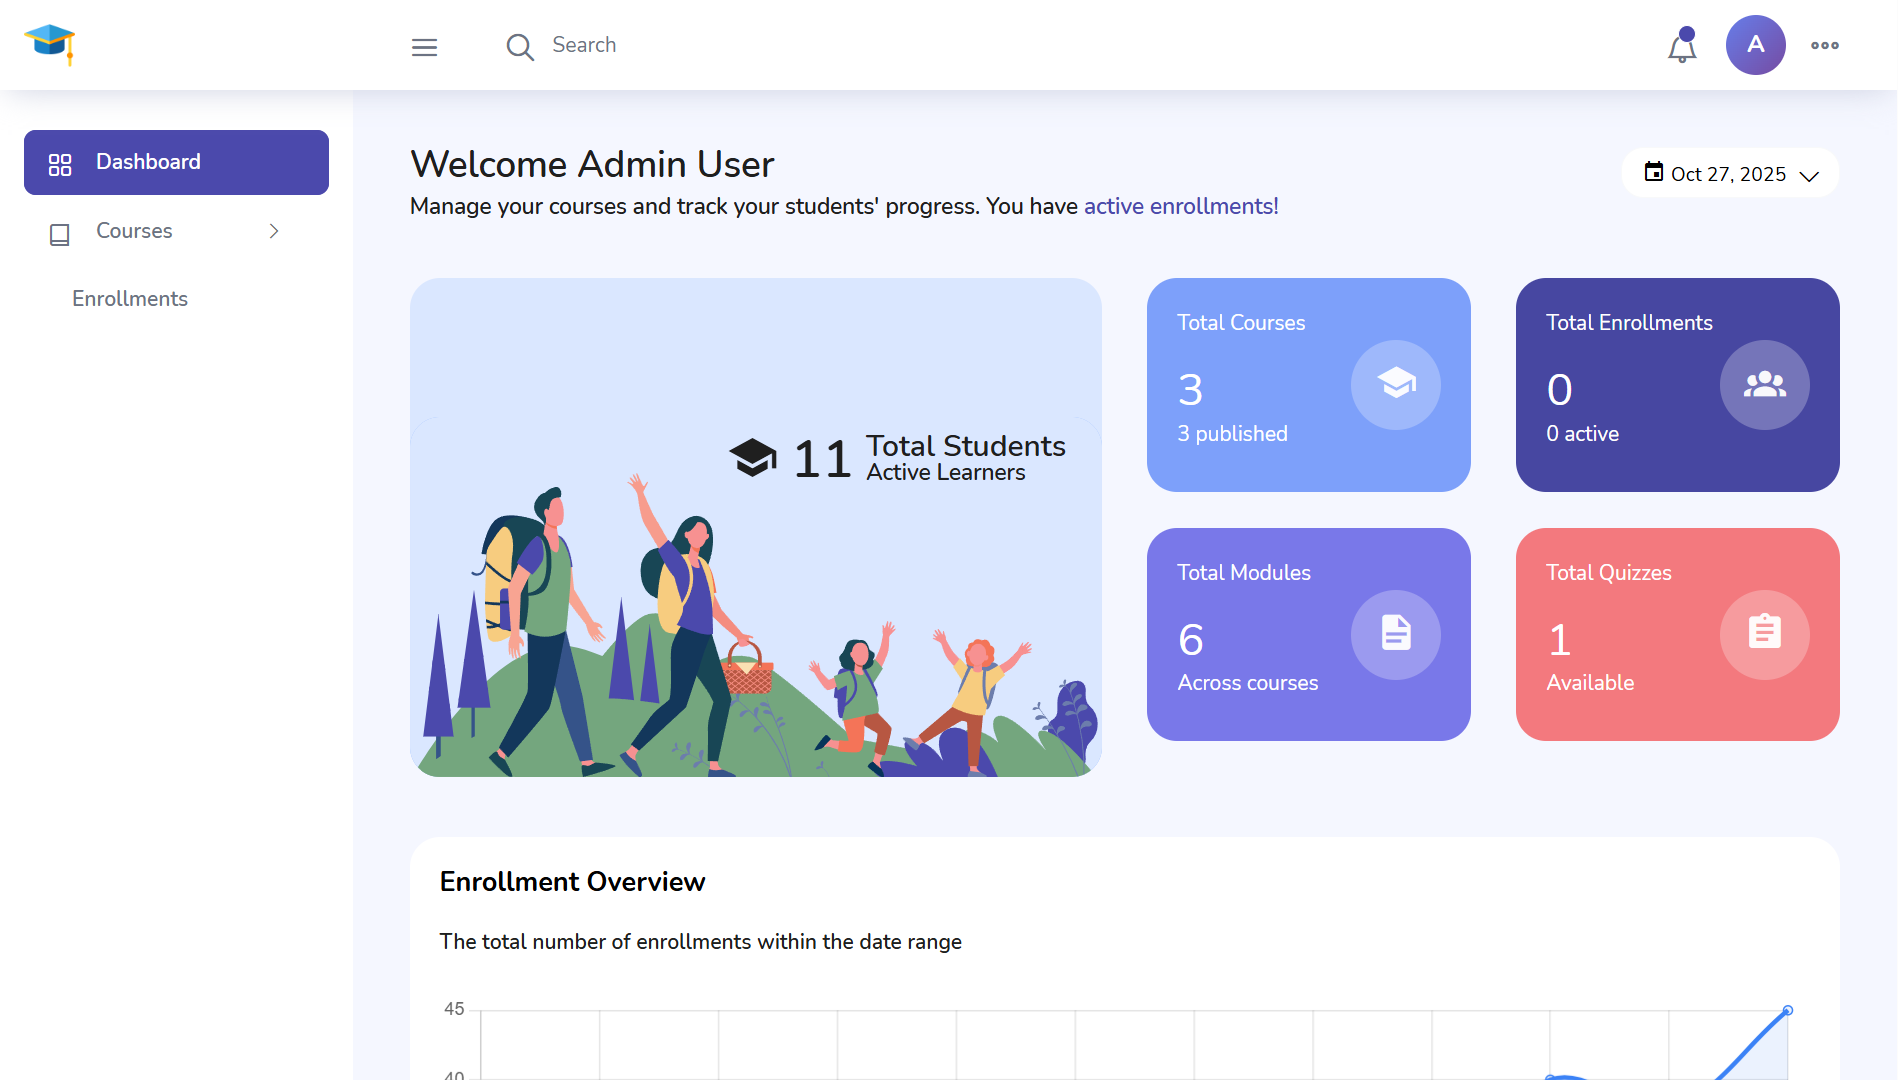 Search
A
Dashboard
Courses
Enrollments
Welcome Admin User
Manage your courses and track your students' progress. You have active enrollments!
Oct 27, 2025
11
Total Students
Active Learners
Total Courses
3
3 published
Total Enrollments
0
0 active
Total Modules
6
Across courses
Total Quizzes
1
Available
Enrollment Overview
The total number of enrollments within the date range
45
40